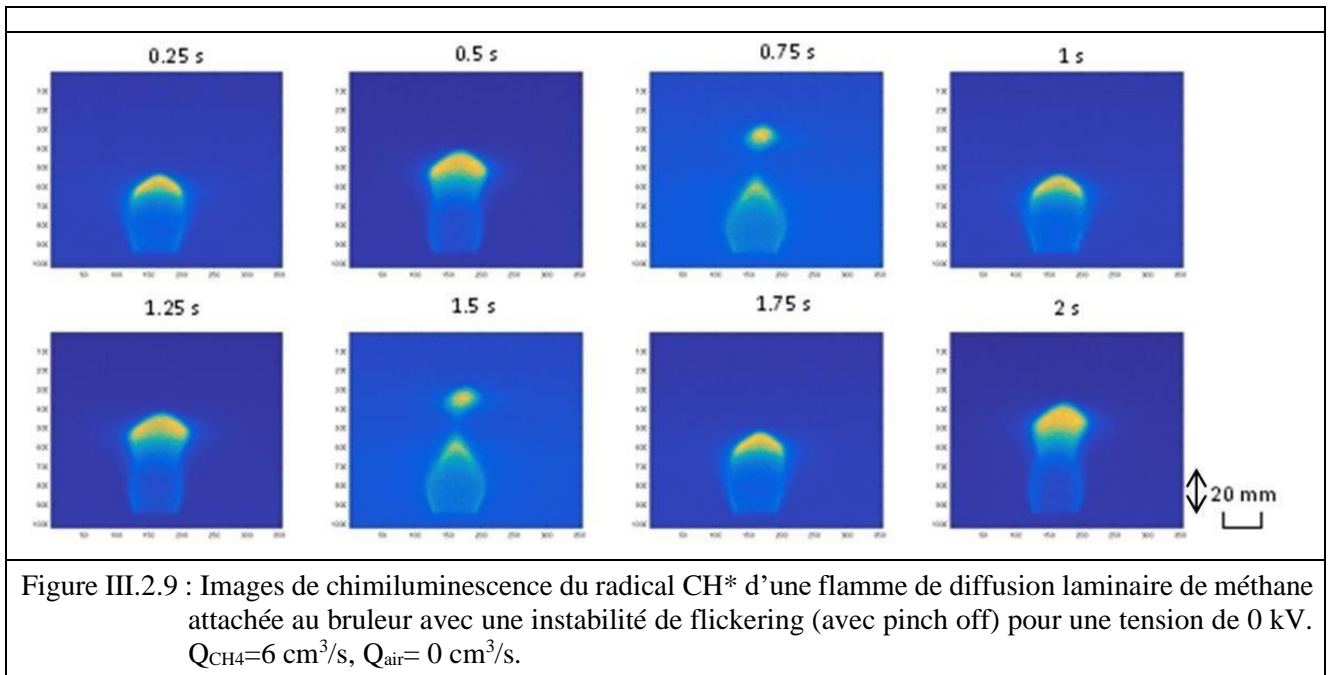 0.25 s 0.5 s 0.75 s 1 s
1.25 s 1.5 s 1.75 s 2 s
20 mm
Figure III.2.9 : Images de chimiluminescence du radical CH* d’une flamme de diffusion laminaire de méthane
attachée au bruleur avec une instabilité de flickering (avec pinch off) pour une tension de 0 kV.
QCH4=6 cm³/s, Qair= 0 cm³/s.